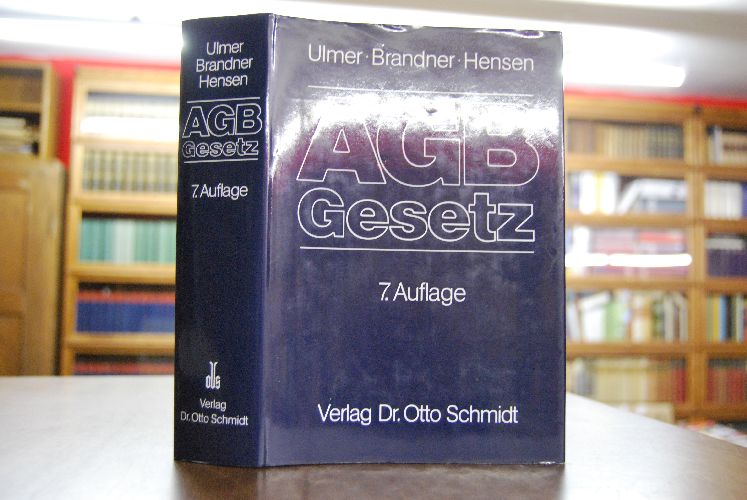 Ulmer
Brandner
Hensen
AGB
Gesetz
7. Auflage
oVs
Verlag
Dr. Otto Schmidt
Ulmer · Brandner · Hensen
AGB
Gesetz
7. Auflage
Verlag Dr. Otto Schmidt